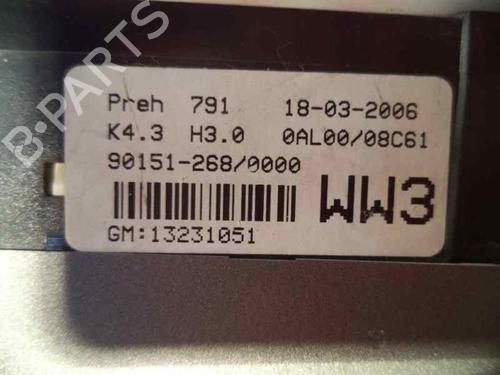 Preh 791 18-03-2006
K4.3 H3.0 0AL00/08C61
90151-268/0000
WW3
GM:13231051
B-PARTS